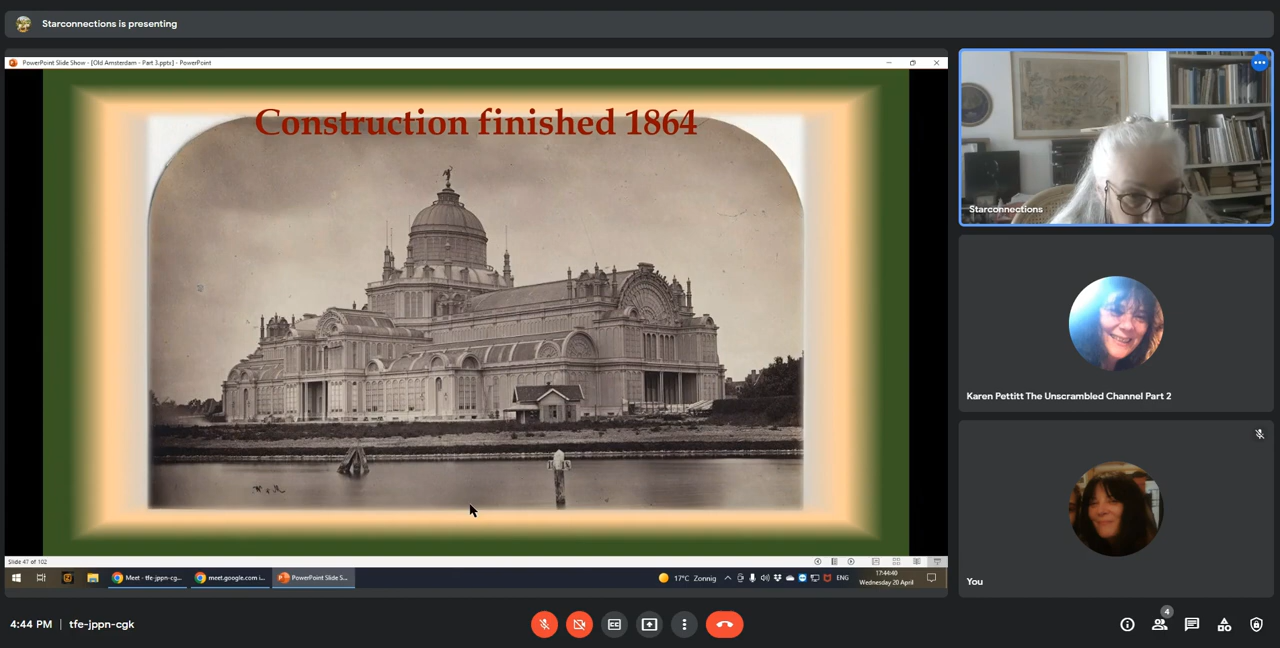 Starconnections is presenting
PowerPoint Slide Show - [Old Amsterdam - Part 3.pptx] - PowerPoint
Construction finished 1864
Starconnections
Karen Pettitt The Unscrambled Channel Part 2
You
Slide 47 of 102
Meet - tfe-jppn-cg... meet.google.com i... PowerPoint Slide S... 17°C Zonnig ENG 17:44:40
Wednesday 20 April
4:44 PM | tfe-jppn-cgk
4